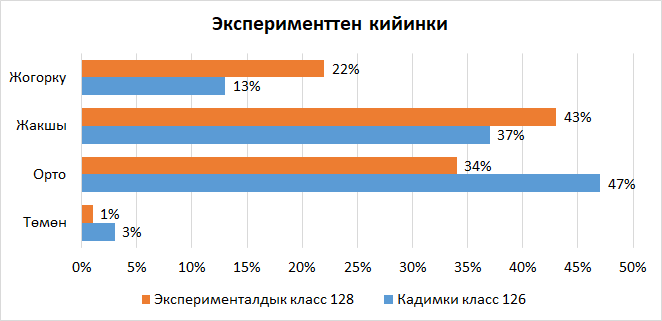 Эксперименттен кийинки
Жогорку
22%
13%
Жакшы
43%
37%
Орто
34%
47%
Төмөн
1%
3%
0% 5% 10% 15% 20% 25% 30% 35% 40% 45% 50%
Эксперименталдык класс 128 Кадимки класс 126